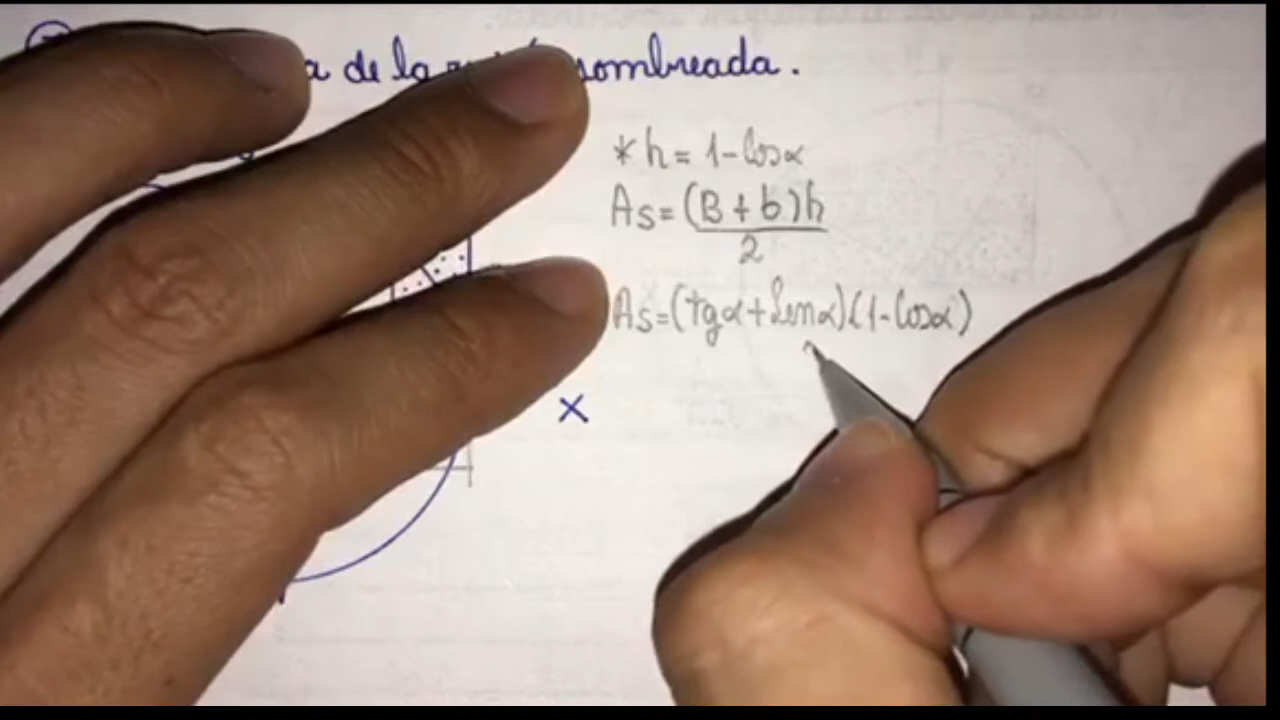 a de la sombreada.
* h = 1 - Cosα
As = (B + b)h
2
As = (tgα + Senα)(1 - Cosα)
X